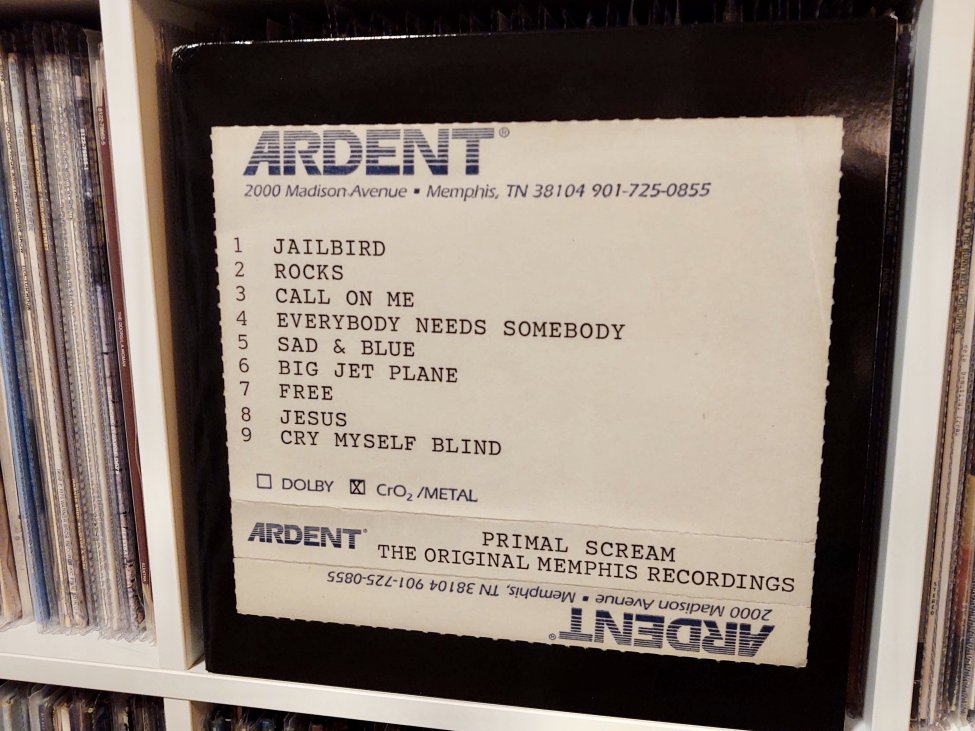 ARDENT®
2000 Madison Avenue ▪ Memphis, TN 38104 901-725-0855
1 JAILBIRD
2 ROCKS
3 CALL ON ME
4 EVERYBODY NEEDS SOMEBODY
5 SAD & BLUE
6 BIG JET PLANE
7 FREE
8 JESUS
9 CRY MYSELF BLIND
☐ DOLBY ☒ CrO₂/METAL
ARDENT®
PRIMAL SCREAM
THE ORIGINAL MEMPHIS RECORDINGS
2000 Madison Avenue ▪ Memphis, TN 38104 901-725-0855
ARDENT®